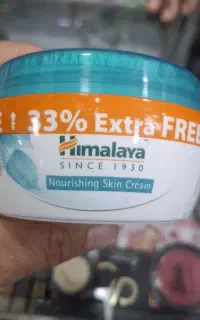 ! 33% Extra FREE
Himalaya
SINCE 1930
Nourishing Skin Cream